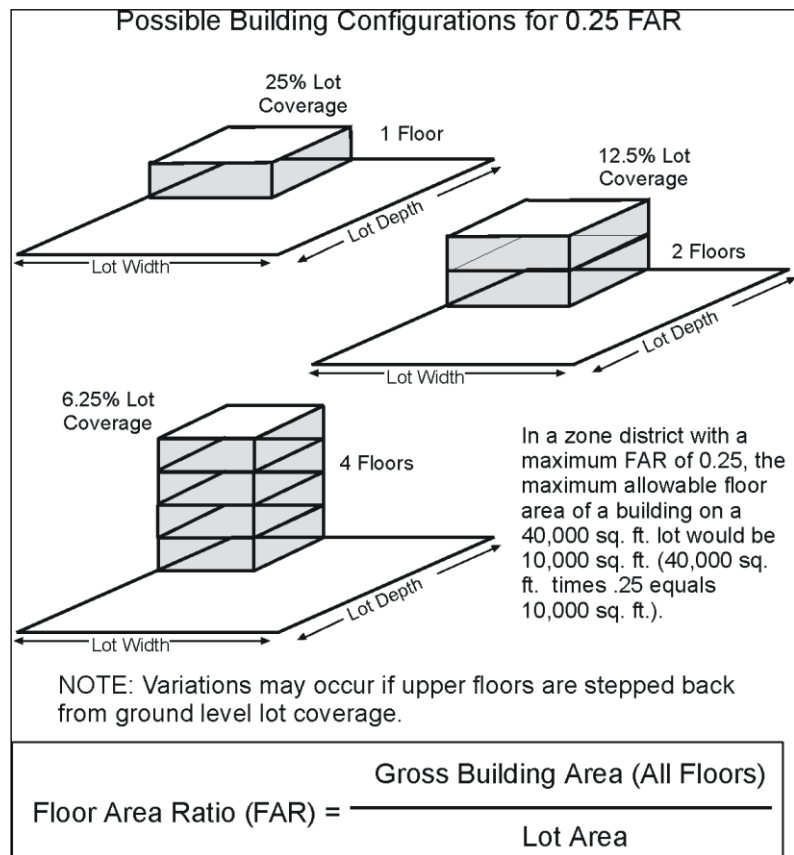 Possible Building Configurations for 0.25 FAR
25% Lot
Coverage
1 Floor
Lot Depth
Lot Width
12.5% Lot
Coverage
2 Floors
Lot Depth
Lot Width
6.25% Lot
Coverage
4 Floors
Lot Depth
Lot Width
In a zone district with a
maximum FAR of 0.25, the
maximum allowable floor
area of a building on a
40,000 sq. ft. lot would be
10,000 sq. ft. (40,000 sq.
ft. times .25 equals
10,000 sq. ft.).
NOTE: Variations may occur if upper floors are stepped back
from ground level lot coverage.
Floor Area Ratio (FAR) =
Gross Building Area (All Floors)
Lot Area